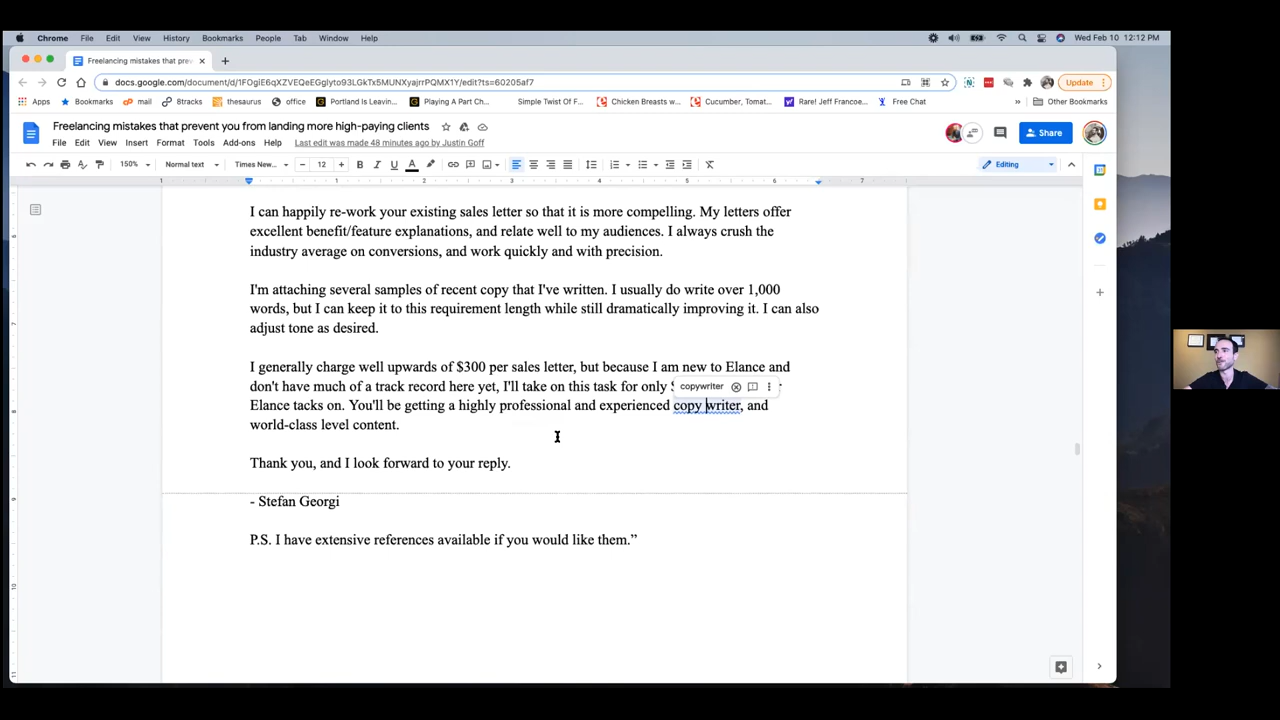 Chrome File Edit View History Bookmarks People Tab Window Help Wed Feb 10 12:12 PM
Freelancing mistakes that prev
docs.google.com/document/d/1FOgiE6qXZVEQeEGglyto93LGkTx5MUNXyajrrPQMX1Y/edit?ts=60205af7
Update
Apps Bookmarks mail 8tracks thesaurus office Portland Is Leavin... Playing A Part Ch... Simple Twist Of F... Chicken Breasts w... Cucumber, Tomat... Rare! Jeff Francoe... Free Chat » Other Bookmarks
Freelancing mistakes that prevent you from landing more high-paying clients
Share
File Edit View Insert Format Tools Add-ons Help Last edit was made 48 minutes ago by Justin Goff
150% Normal text Times New... 12 B I U A Editing
1 1 2 3 4 5 6 7
I can happily re-work your existing sales letter so that it is more compelling. My letters offer
excellent benefit/feature explanations, and relate well to my audiences. I always crush the
industry average on conversions, and work quickly and with precision.
I'm attaching several samples of recent copy that I've written. I usually do write over 1,000
words, but I can keep it to this requirement length while still dramatically improving it. I can also
adjust tone as desired.
I generally charge well upwards of $300 per sales letter, but because I am new to Elance and
don't have much of a track record here yet, I'll take on this task for only
copywriter
Elance tacks on. You'll be getting a highly professional and experienced copy writer, and
world-class level content.
Thank you, and I look forward to your reply.
- Stefan Georgi
P.S. I have extensive references available if you would like them.”